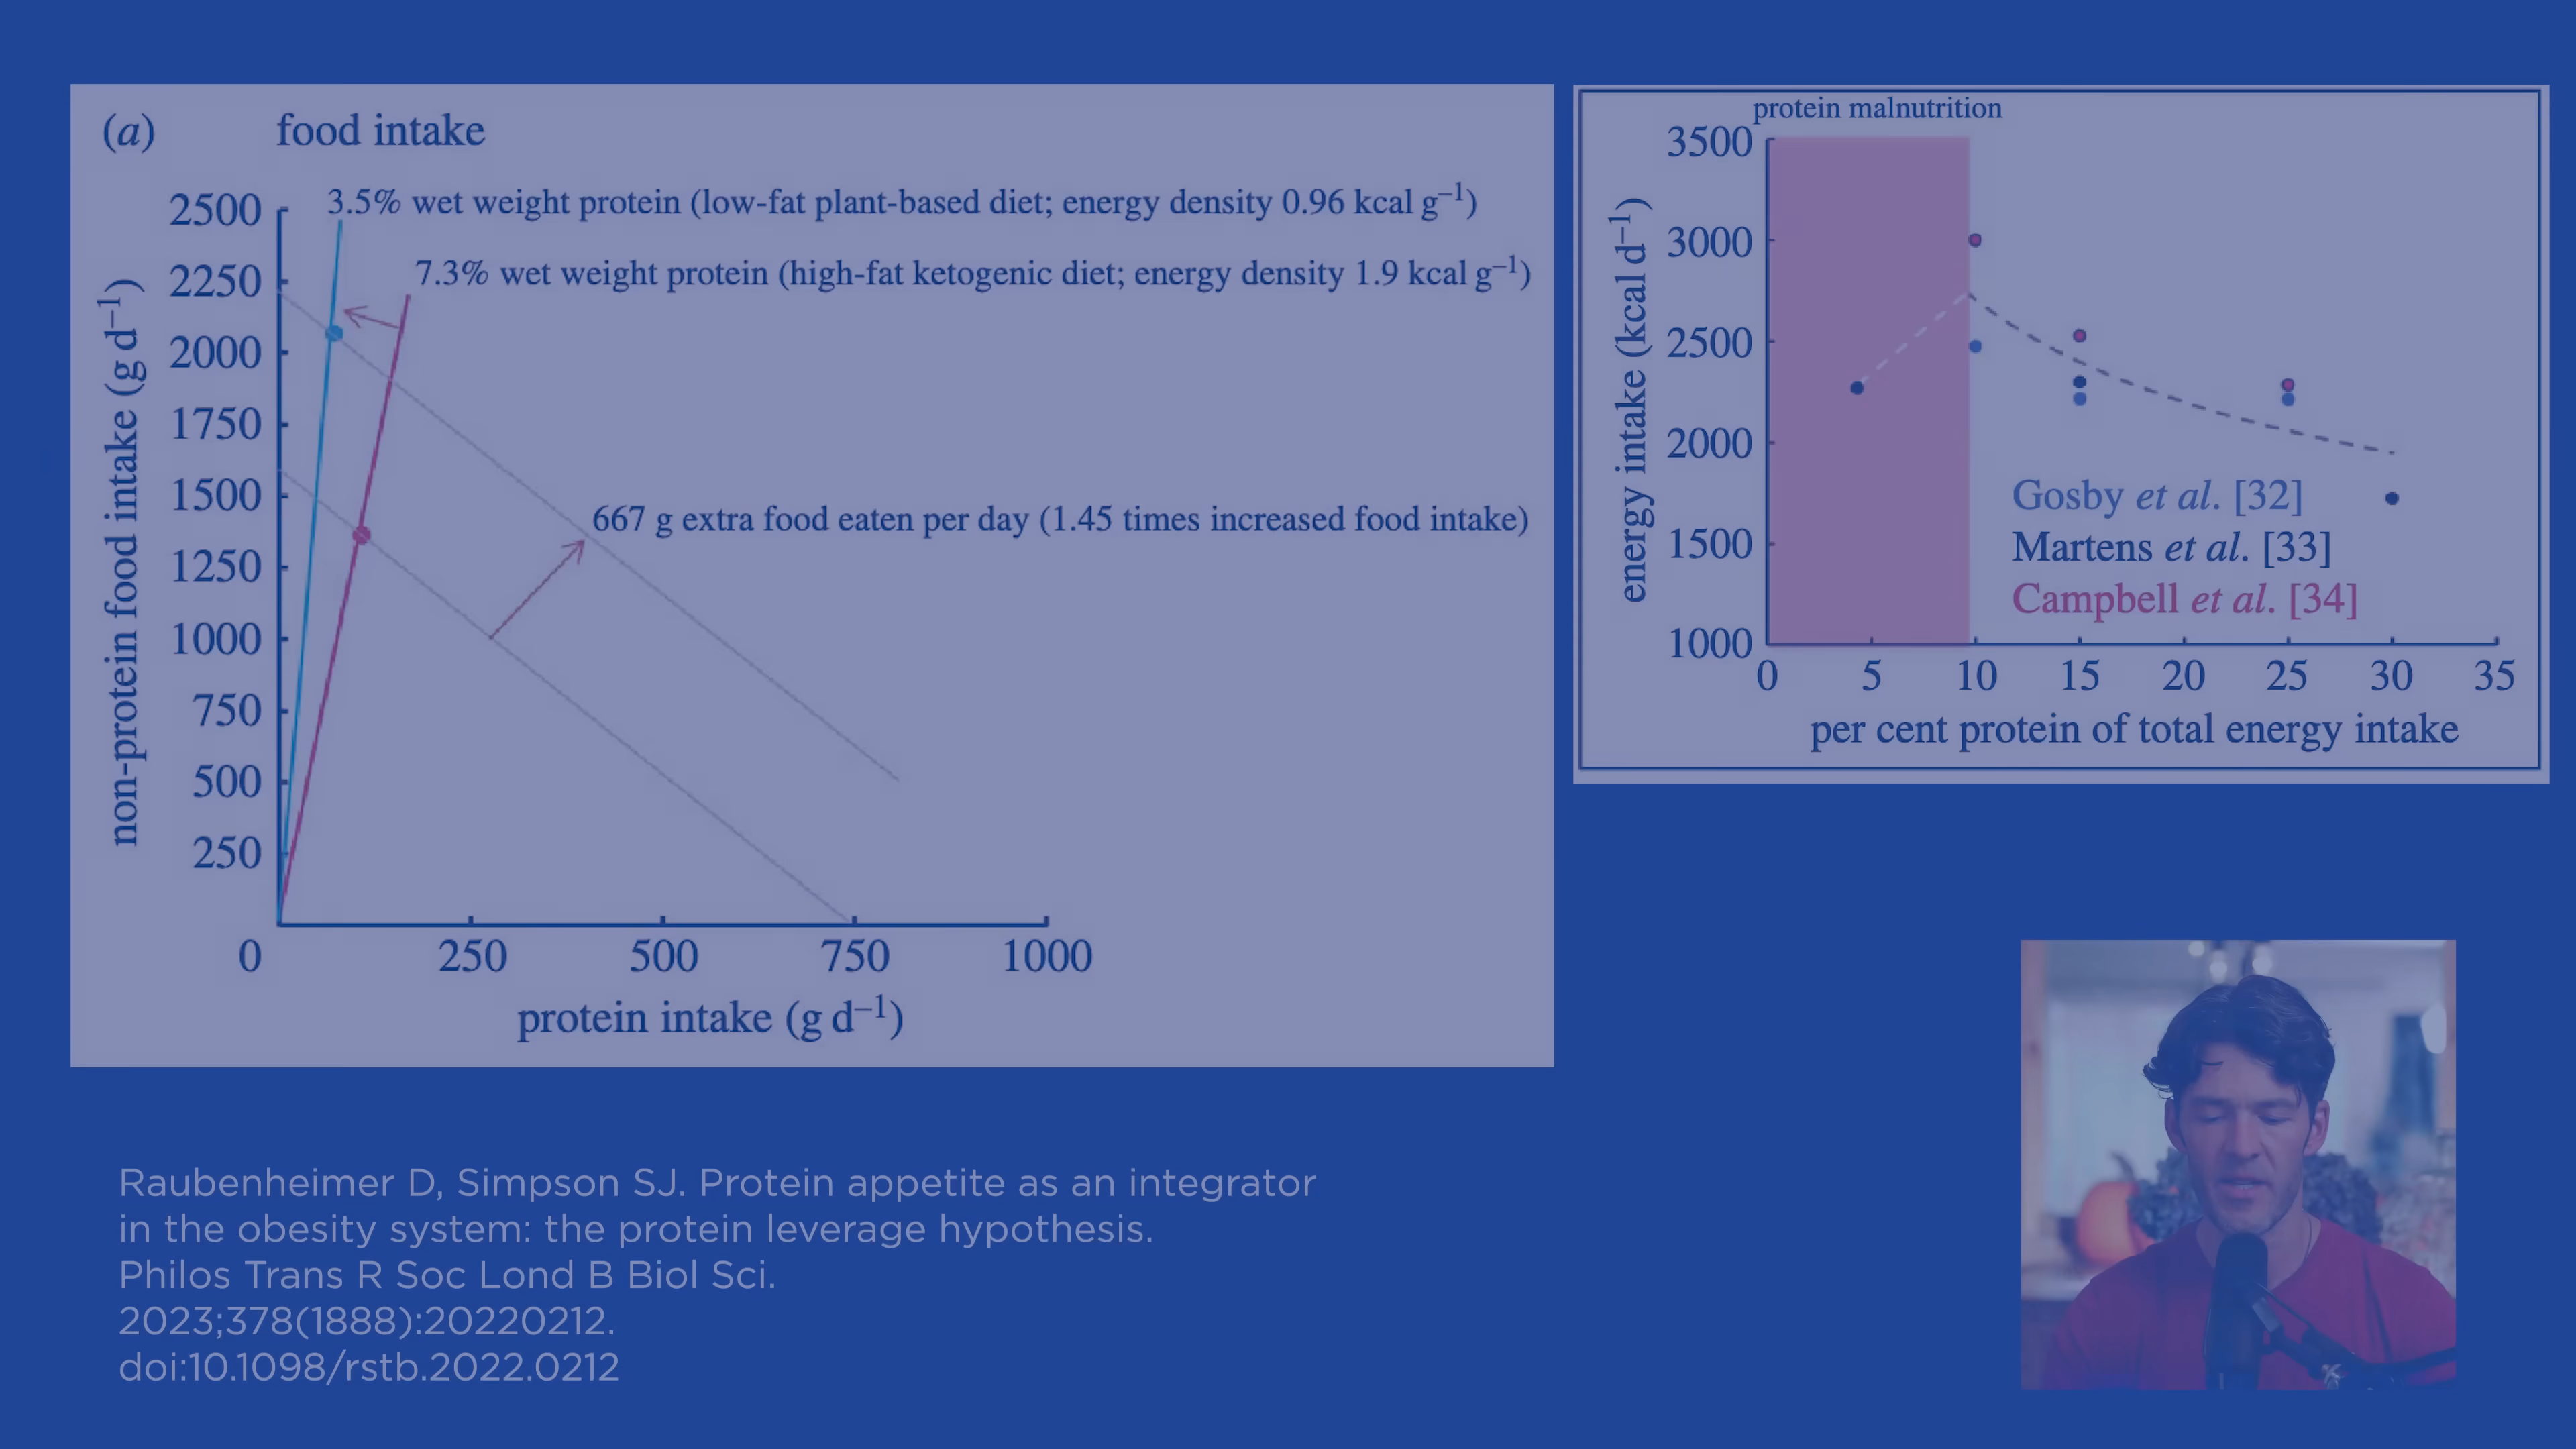 (a) food intake
3.5% wet weight protein (low-fat plant-based diet; energy density 0.96 kcal g⁻¹)
7.3% wet weight protein (high-fat ketogenic diet; energy density 1.9 kcal g⁻¹)
667 g extra food eaten per day (1.45 times increased food intake)
non-protein food intake (g d⁻¹)
2500
2250
2000
1750
1500
1250
1000
750
500
250
0 250 500 750 1000
protein intake (g d⁻¹)
protein malnutrition
energy intake (kcal d⁻¹)
3500
3000
2500
2000
1500
1000
Gosby et al. [32]
Martens et al. [33]
Campbell et al. [34]
0 5 10 15 20 25 30 35
per cent protein of total energy intake
Raubenheimer D, Simpson SJ. Protein appetite as an integrator
in the obesity system: the protein leverage hypothesis.
Philos Trans R Soc Lond B Biol Sci.
2023;378(1888):20220212.
doi:10.1098/rstb.2022.0212